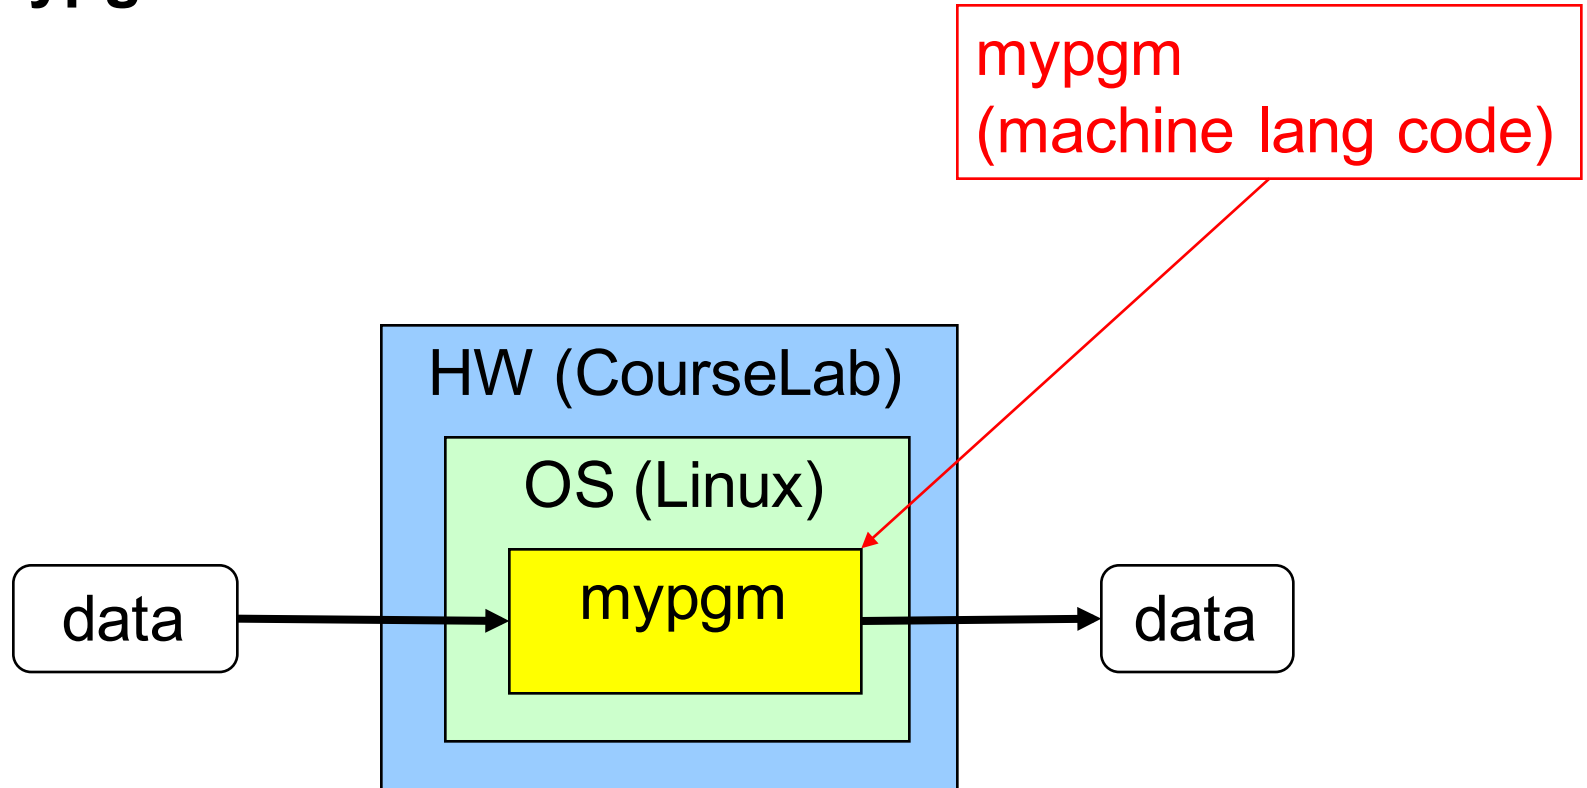 mypgm
(machine lang code)
HW (CourseLab)
OS (Linux)
mypgm
data
data